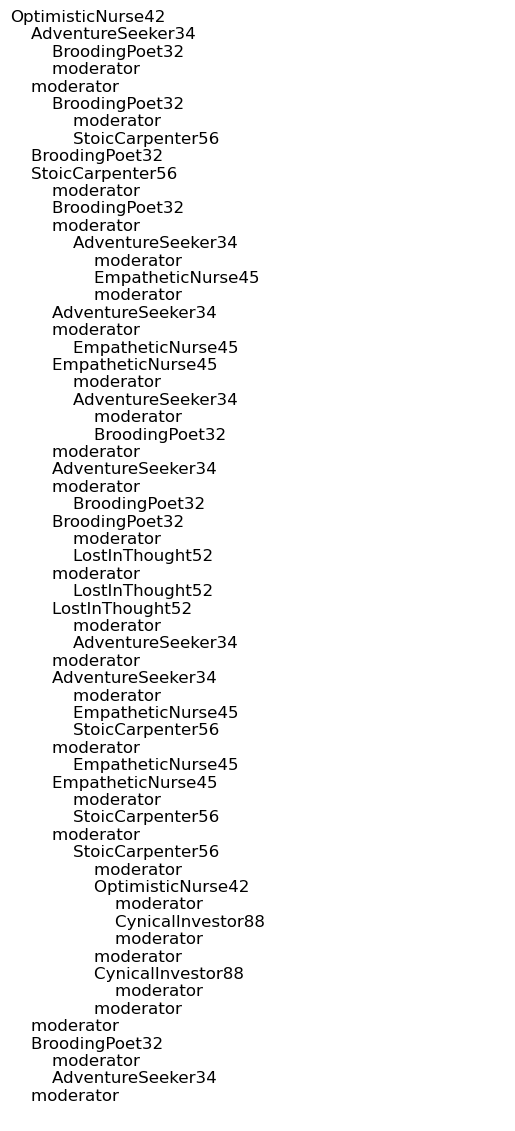 OptimisticNurse42
    AdventureSeeker34
        BroodingPoet32
        moderator
    moderator
        BroodingPoet32
            moderator
            StoicCarpenter56
    BroodingPoet32
    StoicCarpenter56
        moderator
        BroodingPoet32
        moderator
            AdventureSeeker34
                moderator
                EmpatheticNurse45
                moderator
        AdventureSeeker34
        moderator
            EmpatheticNurse45
        EmpatheticNurse45
            moderator
            AdventureSeeker34
                moderator
                BroodingPoet32
        moderator
        AdventureSeeker34
        moderator
            BroodingPoet32
        BroodingPoet32
            moderator
            LostInThought52
        moderator
            LostInThought52
        LostInThought52
            moderator
            AdventureSeeker34
        moderator
        AdventureSeeker34
            moderator
            EmpatheticNurse45
            StoicCarpenter56
        moderator
            EmpatheticNurse45
        EmpatheticNurse45
            moderator
            StoicCarpenter56
        moderator
            StoicCarpenter56
                moderator
                OptimisticNurse42
                    moderator
                    CynicalInvestor88
                    moderator
                moderator
                CynicalInvestor88
                    moderator
                moderator
    moderator
    BroodingPoet32
        moderator
        AdventureSeeker34
    moderator